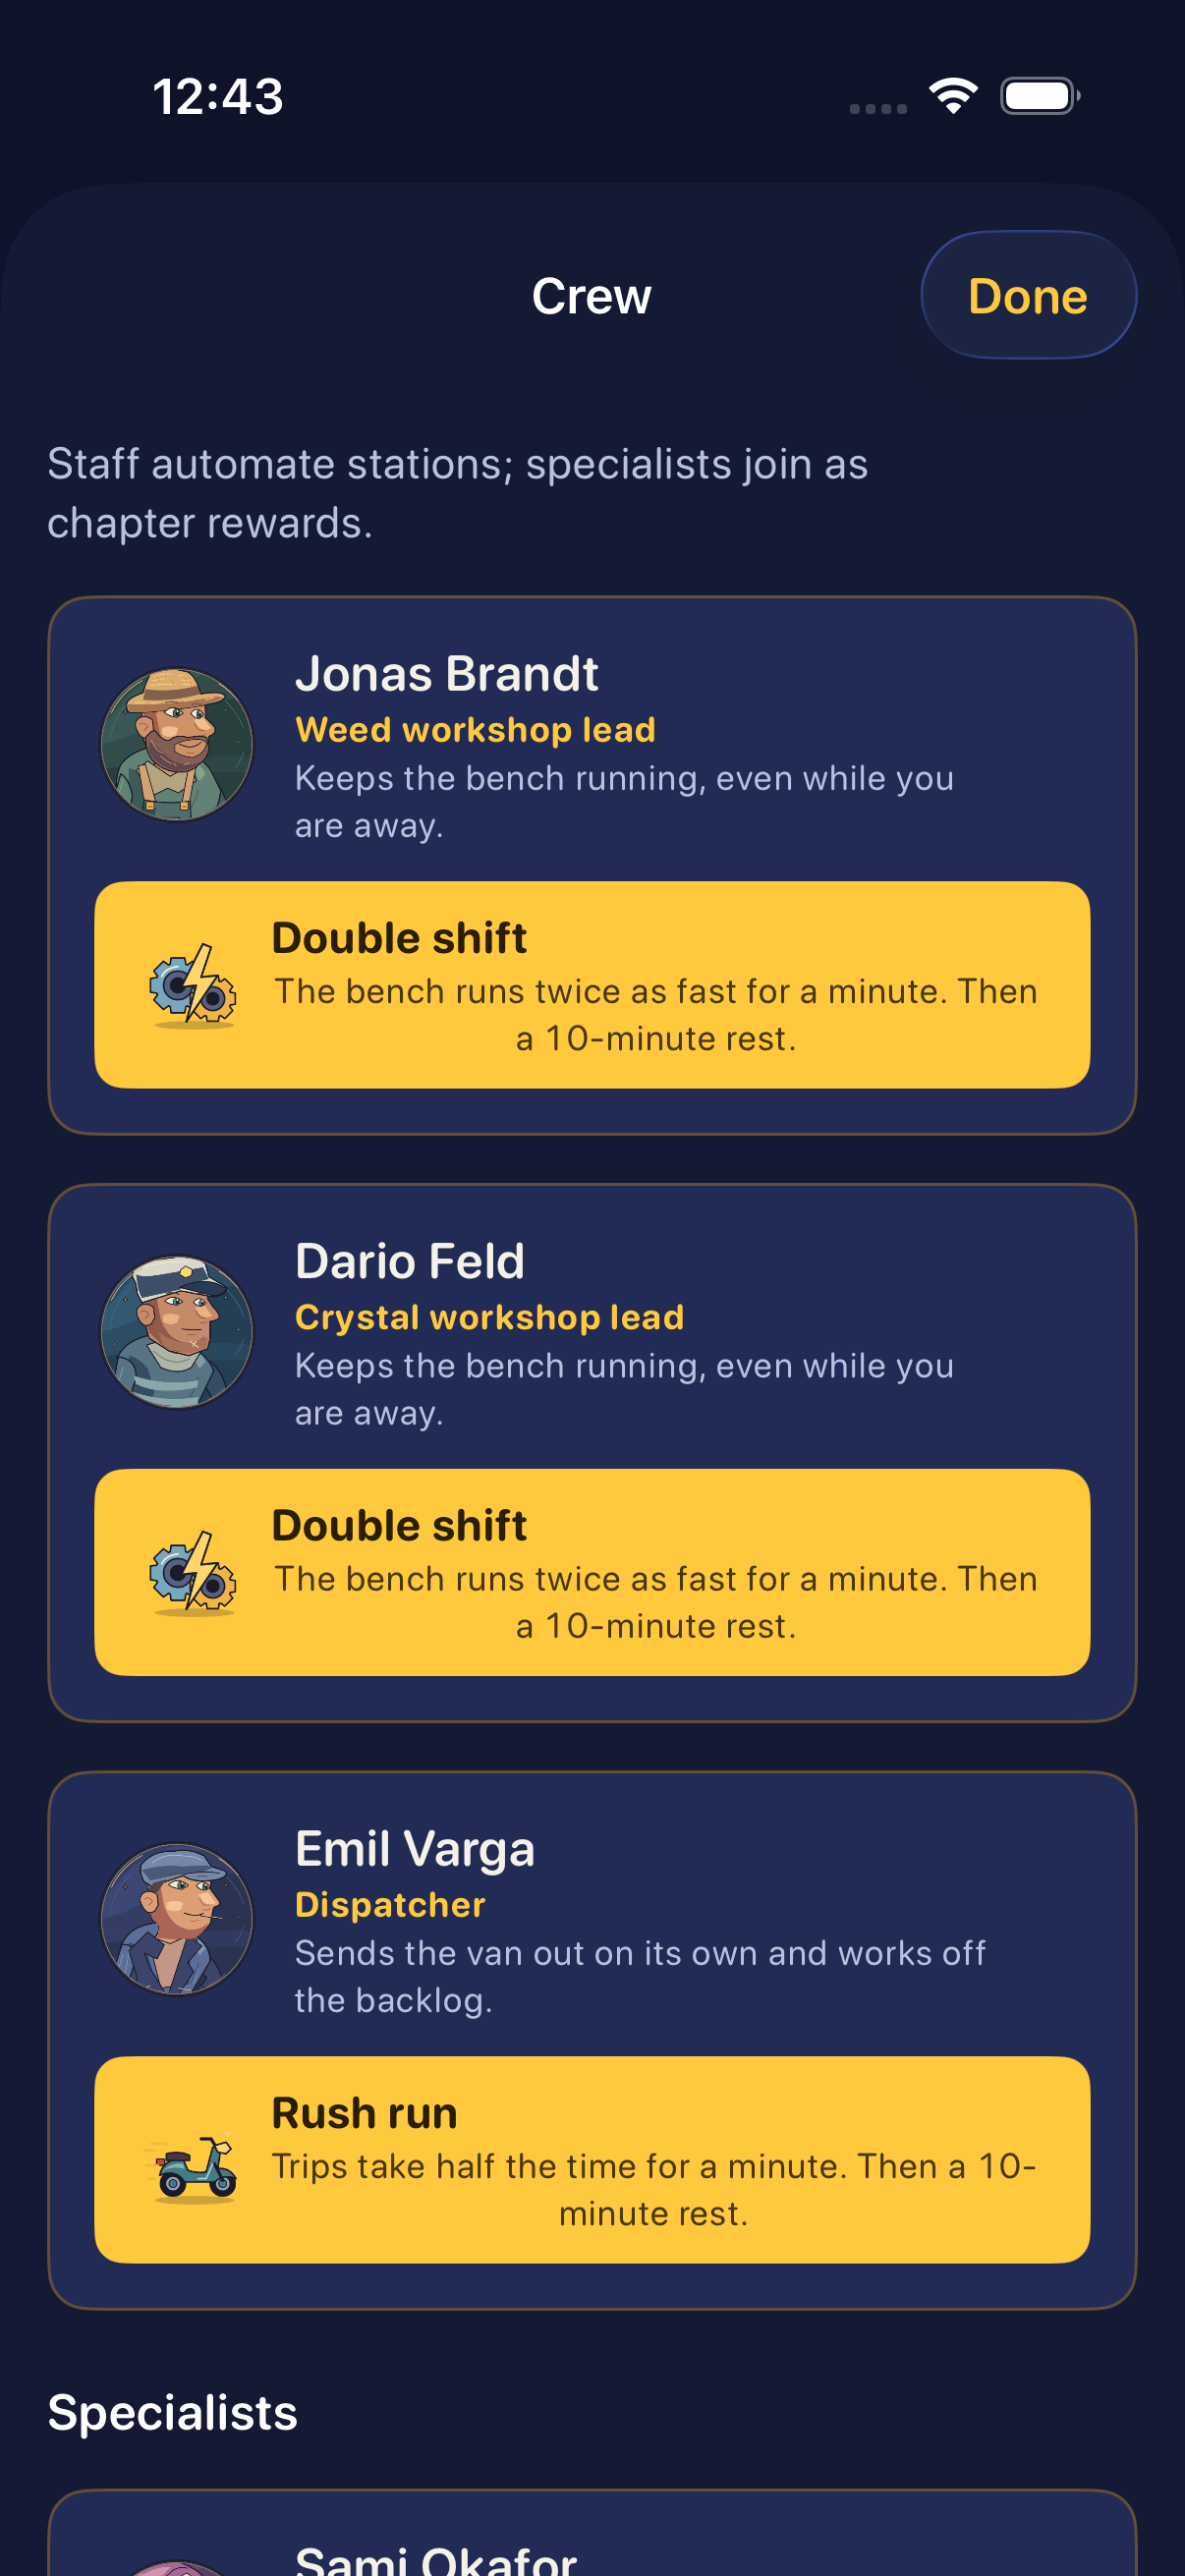 12:43
Crew
Done
Staff automate stations; specialists join as
chapter rewards.
Jonas Brandt
Weed workshop lead
Keeps the bench running, even while you
are away.
Double shift
The bench runs twice as fast for a minute. Then
a 10-minute rest.
Dario Feld
Crystal workshop lead
Keeps the bench running, even while you
are away.
Double shift
The bench runs twice as fast for a minute. Then
a 10-minute rest.
Emil Varga
Dispatcher
Sends the van out on its own and works off
the backlog.
Rush run
Trips take half the time for a minute. Then a 10-
minute rest.
Specialists
Sami Okafor